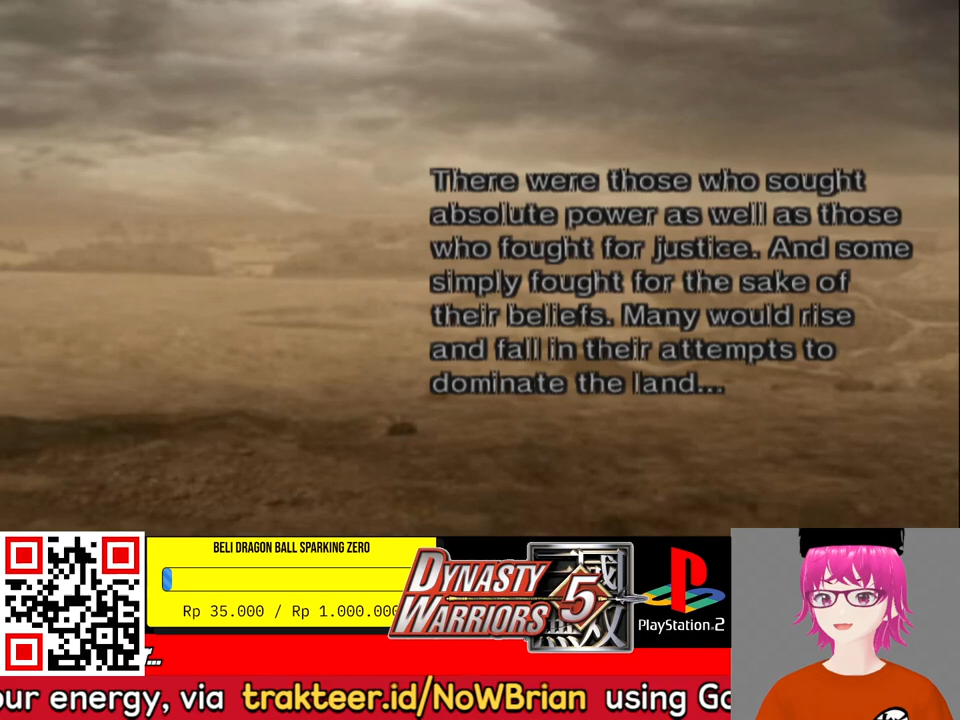 There were those who sought
absolute power as well as those
who fought for justice. And some
simply fought for the sake of
their beliefs. Many would rise
and fall in their attempts to
dominate the land...
BELI DRAGON BALL SPARKING ZERO
Rp 35.000 / Rp 1.000.000
DYNASTY
WARRIORS 5
PlayStation 2
our energy, via trakteer.id/NoWBrian using Go